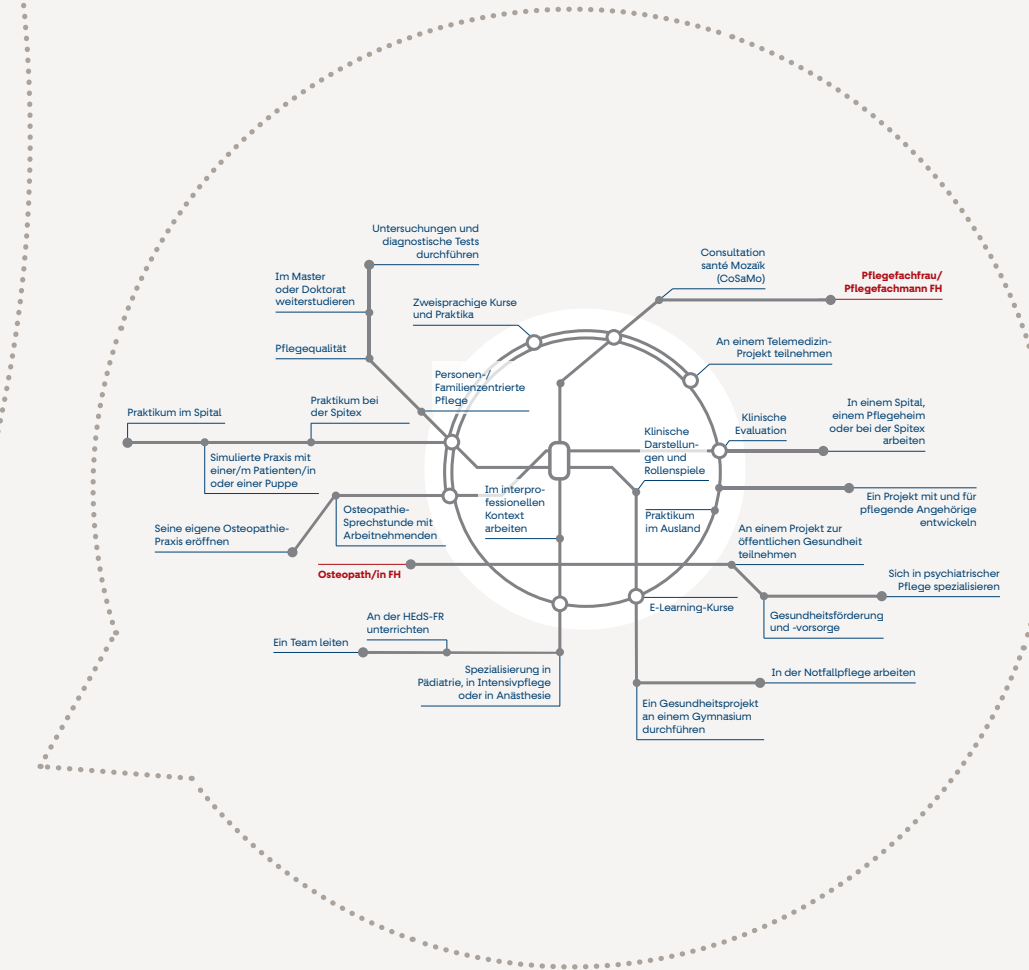 Untersuchungen und
diagnostische Tests
durchführen
Im Master
oder Doktorat
weiterstudieren
Pflegequalität
Zweisprachige Kurse
und Praktika
Consultation
santé Mozaïk
(CoSaMo)
Pflegefachfrau/
Pflegefachmann FH
An einem Telemedizin-
Projekt teilnehmen
Personen-/
Familienzentrierte
Pflege
Praktikum im Spital
Praktikum bei
der Spitex
Simulierte Praxis mit
einer/m Patienten/in
oder einer Puppe
In einem Spital,
einem Pflegeheim
oder bei der Spitex
arbeiten
Klinische
Evaluation
Klinische
Darstellun-
gen und
Rollenspiele
Im interpro-
fessionellen
Kontext
arbeiten
Praktikum
im Ausland
Ein Projekt mit und für
pflegende Angehörige
entwickeln
Osteopathie-
Sprechstunde mit
Arbeitnehmenden
Seine eigene Osteopathie-
Praxis eröffnen
An einem Projekt zur
öffentlichen Gesundheit
teilnehmen
Osteopath/in FH
Sich in psychiatrischer
Pflege spezialisieren
E-Learning-Kurse
Gesundheitsförderung
und -vorsorge
An der HEdS-FR
unterrichten
Ein Team leiten
Spezialisierung in
Pädiatrie, in Intensivpflege
oder in Anästhesie
In der Notfallpflege arbeiten
Ein Gesundheitsprojekt
an einem Gymnasium
durchführen